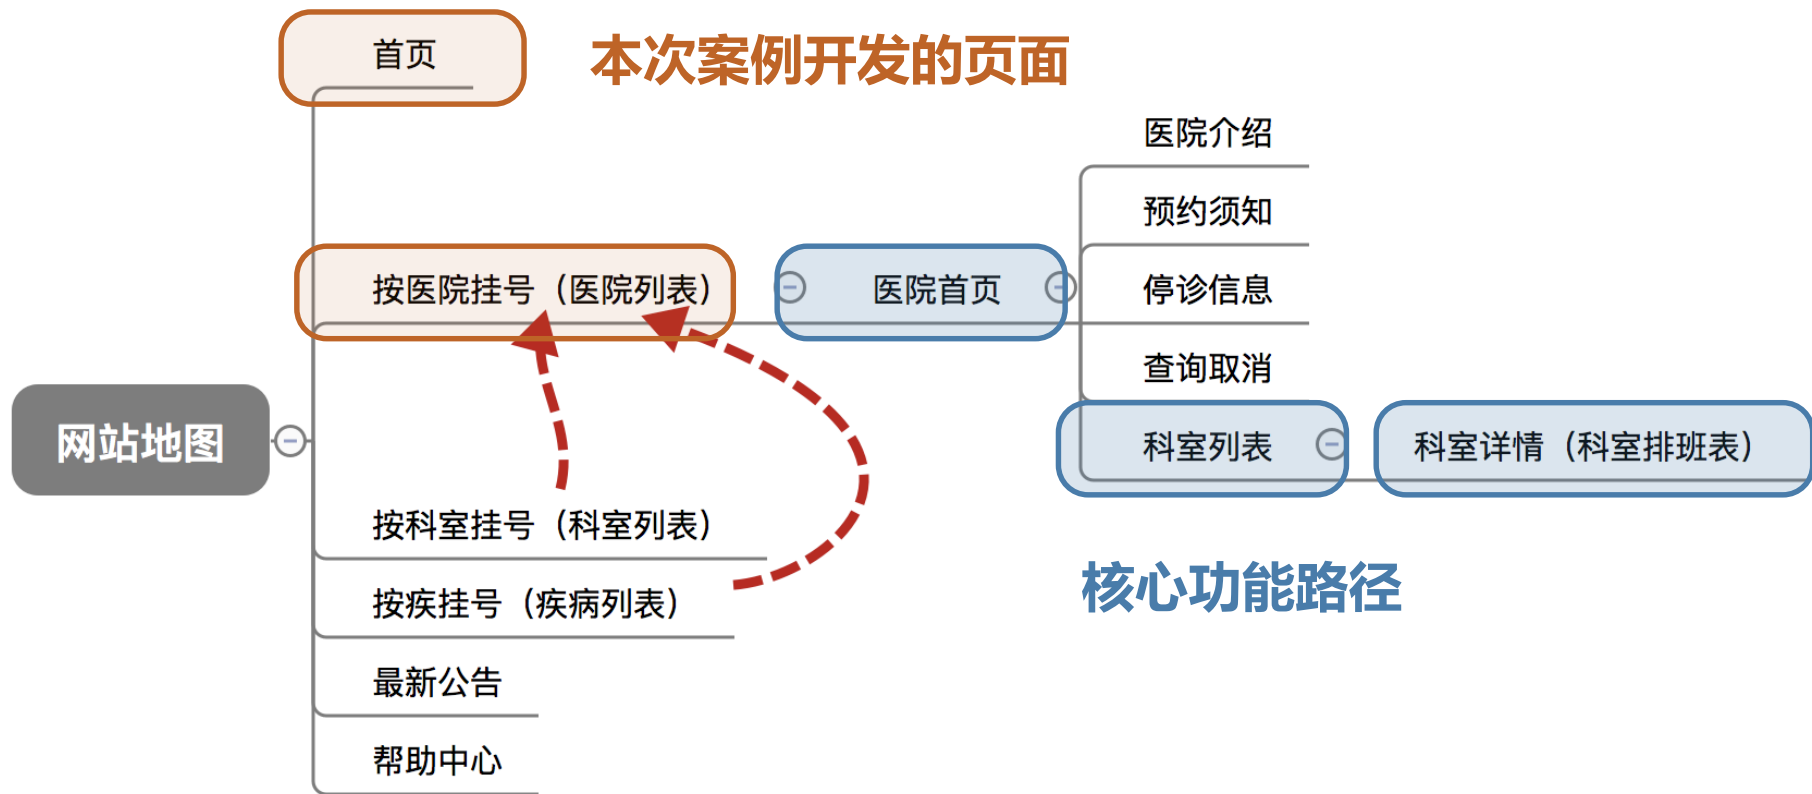 首页
本次案例开发的页面
医院介绍
预约须知
按医院挂号（医院列表）
医院首页
停诊信息
查询取消
网站地图
科室列表
科室详情（科室排班表）
按科室挂号（科室列表）
核心功能路径
按疾挂号（疾病列表）
最新公告
帮助中心